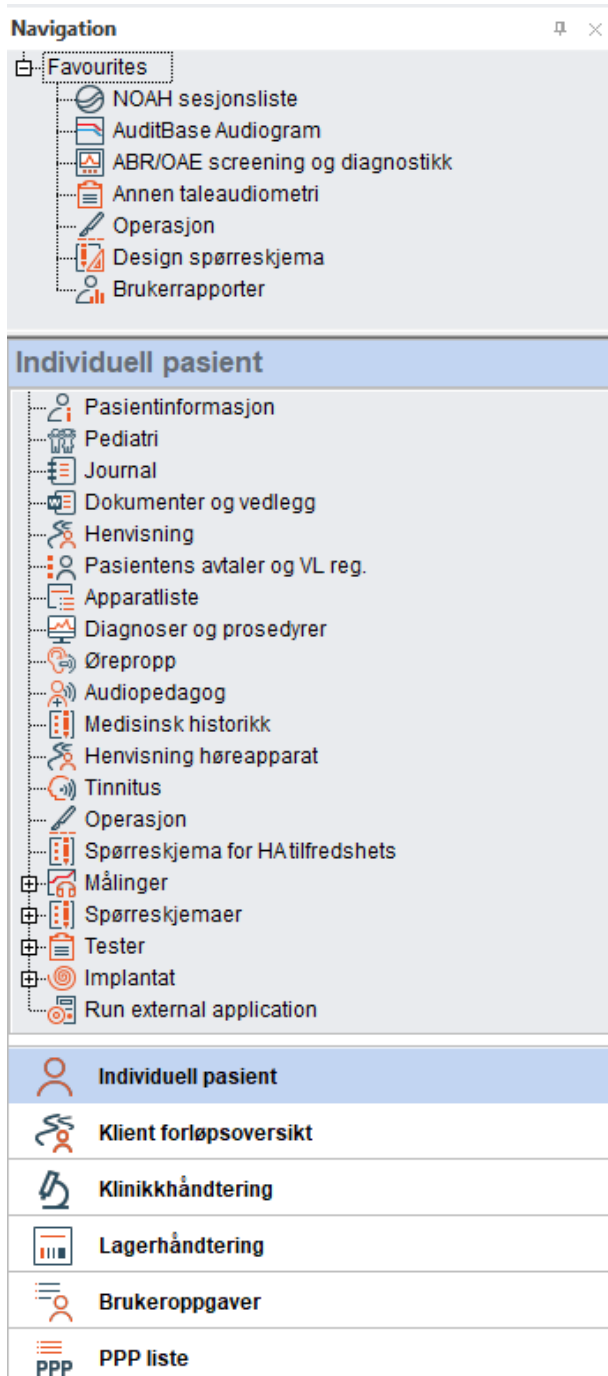 Navigation
Favourites
NOAH sesjonsliste
AuditBase Audiogram
ABR/OAE screening og diagnostikk
Annen taleaudiometri
Operasjon
Design spørreskjema
Brukerrapporter
Individuell pasient
Pasientinformasjon
Pediatri
Journal
Dokumenter og vedlegg
Henvisning
Pasientens avtaler og VL reg.
Apparatliste
Diagnoser og prosedyrer
Ørepropp
Audiopedagog
Medisinsk historikk
Henvisning høreapparat
Tinnitus
Operasjon
Spørreskjema for HA tilfredshets
Målinger
Spørreskjemaer
Tester
Implantat
Run external application
Individuell pasient
Klient forløpsoversikt
Klinikkhåndtering
Lagerhåndtering
Brukeroppgaver
PPP PPP liste